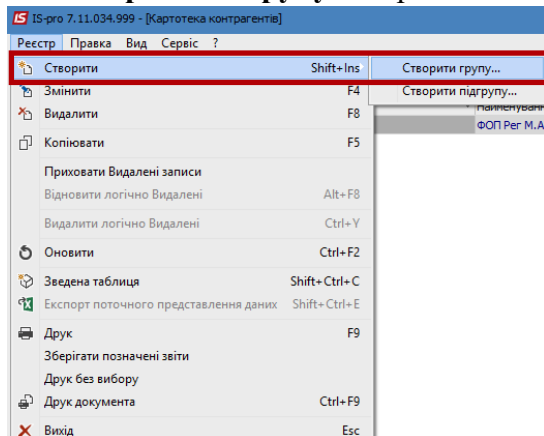 IS-pro 7.11.034.999 - [Картотека контрагентів]
Реєстр Правка Вид Сервіс ?
Створити Shift+Ins Створити групу...
Змінити F4 Створити підгрупу...
Видалити F8
ФОП Рег М.А
Копіювати F5
Приховати Видалені записи
Відновити логічно Видалені Alt+F8
Видалити логічно Видалені Ctrl+Y
Оновити Ctrl+F2
Зведена таблиця Shift+Ctrl+C
Експорт поточного представлення даних Shift+Ctrl+E
Друк F9
Зберігати позначені звіти
Друк без вибору
Друк документа Ctrl+F9
Вихід Esc